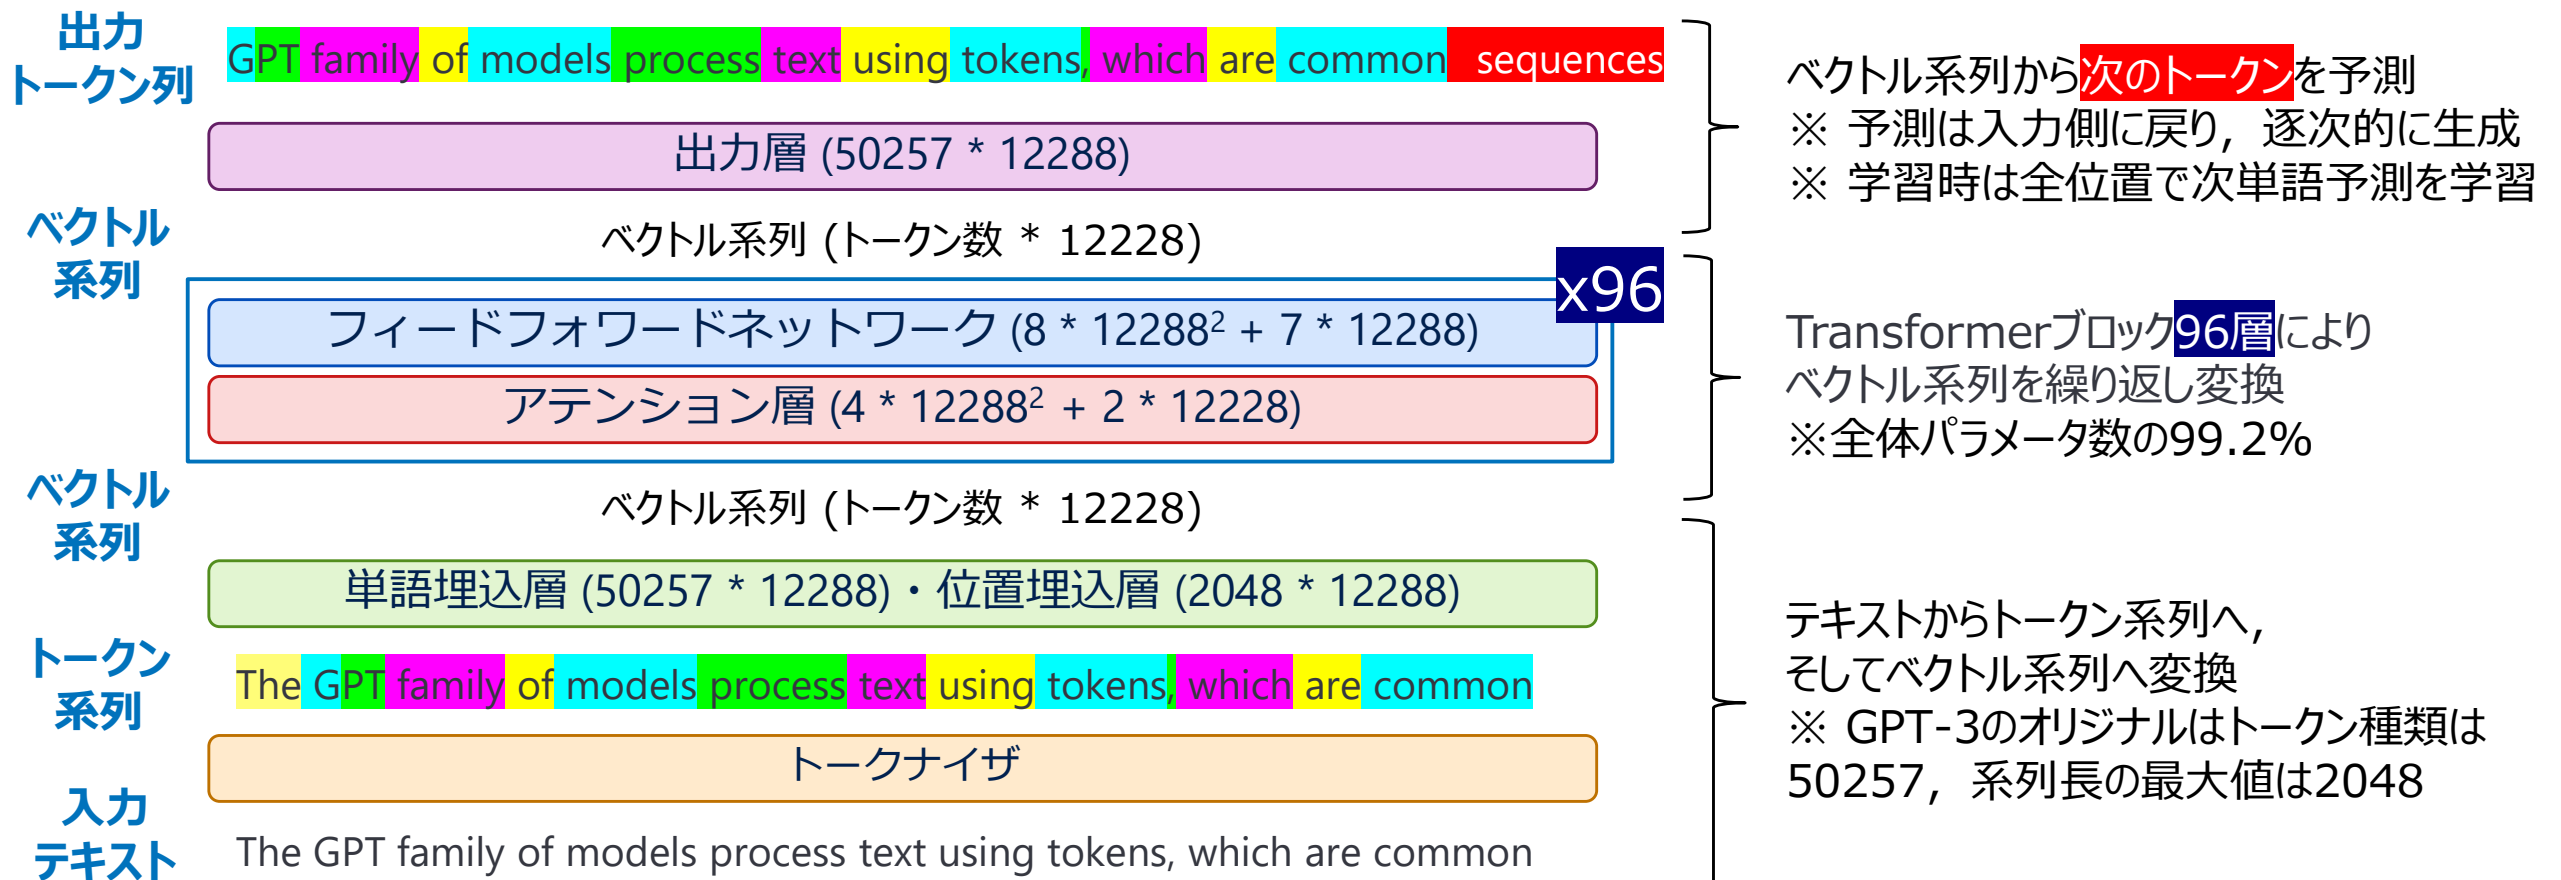 出力
トークン列
GPT family of models process text using tokens, which are common sequences
出力層 (50257 * 12288)
ベクトル系列から次のトークンを予測
※ 予測は入力側に戻り，逐次的に生成
※ 学習時は全位置で次単語予測を学習
ベクトル
系列
ベクトル系列 (トークン数 * 12228)
x96
フィードフォワードネットワーク (8 * 12288² + 7 * 12288)
アテンション層 (4 * 12288² + 2 * 12228)
Transformerブロック96層により
ベクトル系列を繰り返し変換
※全体パラメータ数の99.2%
ベクトル
系列
ベクトル系列 (トークン数 * 12228)
単語埋込層 (50257 * 12288)・位置埋込層 (2048 * 12288)
トークン
系列
The GPT family of models process text using tokens, which are common
トークナイザ
入力
テキスト
The GPT family of models process text using tokens, which are common
テキストからトークン系列へ，
そしてベクトル系列へ変換
※ GPT-3のオリジナルはトークン種類は
50257，系列長の最大値は2048